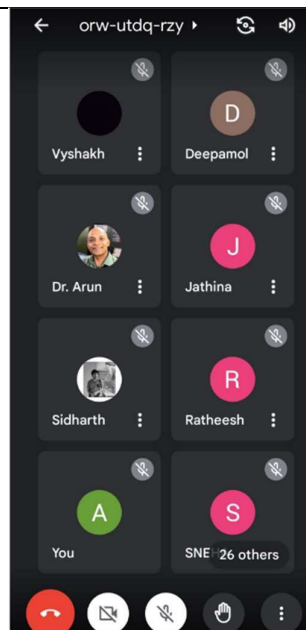 orw-utdq-rzy
Vyshakh
D
Deepamol
Dr. Arun
J
Jathina
Sidharth
R
Ratheesh
A
You
S
SNE
26 others